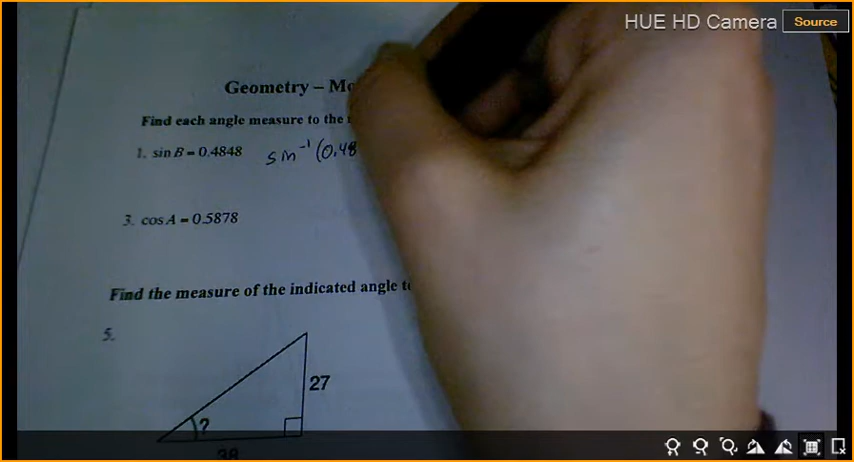 HUE HD Camera Source
Geometry –
Find each angle measure to the
1. sin B = 0.4848 sin⁻¹(0.48
3. cos A = 0.5878
Find the measure of the indicated angle
5.
27
?